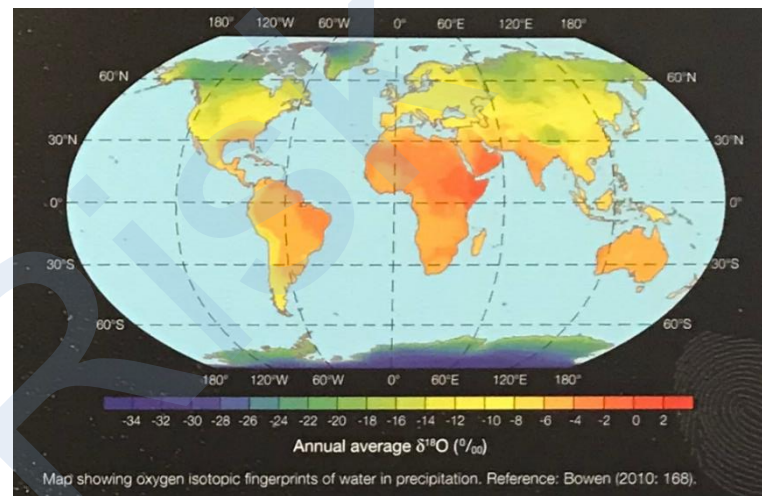 180° 120°W 60°W 0° 60°E 120°E 180°
60°N 60°N
30°N 30°N
0° 0°
30°S 30°S
60°S 60°S
180° 120°W 60°W 0° 60°E 120°E 180°
-34 -32 -30 -28 -26 -24 -22 -20 -18 -16 -14 -12 -10 -8 -6 -4 -2 0 2
Annual average δ¹⁸O (⁰/₀₀)
Map showing oxygen isotopic fingerprints of water in precipitation. Reference: Bowen (2010: 168).